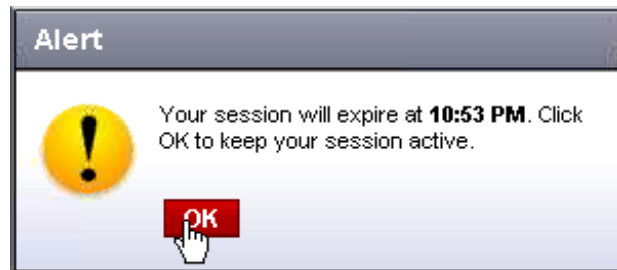 Alert
Your session will expire at 10:53 PM. Click
OK to keep your session active.
OK